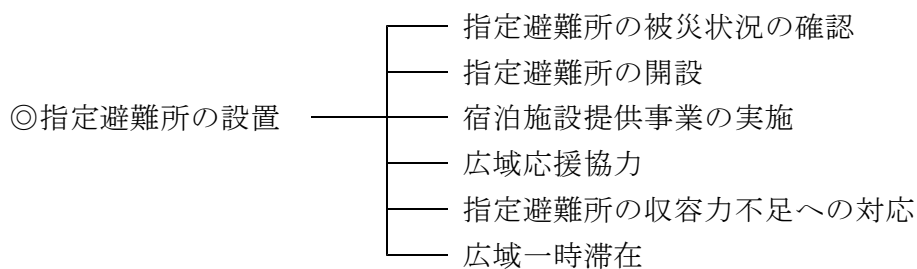 指定避難所の被災状況の確認
指定避難所の開設
◎指定避難所の設置
宿泊施設提供事業の実施
広域応援協力
指定避難所の収容力不足への対応
広域一時滞在